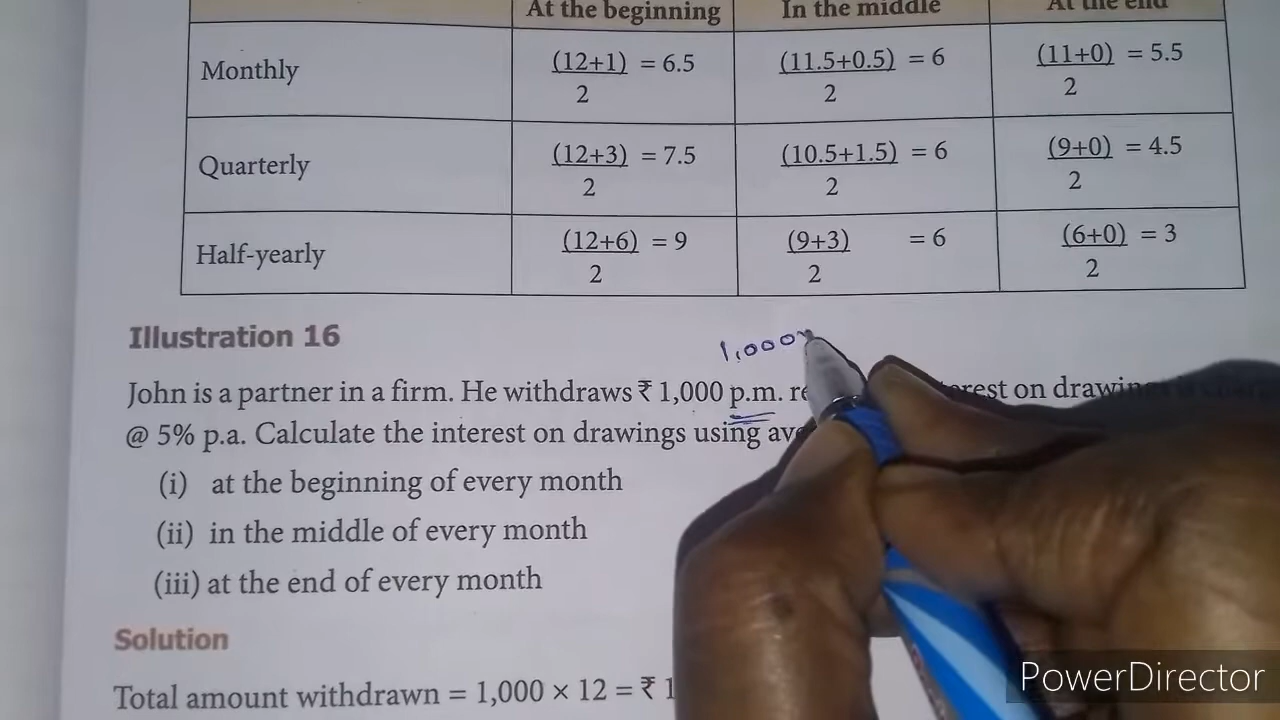 At the beginning In the middle At the end
Monthly (12+1) = 6.5 (11.5+0.5) = 6 (11+0) = 5.5
2 2 2
Quarterly (12+3) = 7.5 (10.5+1.5) = 6 (9+0) = 4.5
2 2 2
Half-yearly (12+6) = 9 (9+3) = 6 (6+0) = 3
2 2 2
Illustration 16
1,000
John is a partner in a firm. He withdraws ₹ 1,000 p.m. on drawings
@ 5% p.a. Calculate the interest on drawings using
(i) at the beginning of every month
(ii) in the middle of every month
(iii) at the end of every month
Solution
Total amount withdrawn = 1,000 × 12 = ₹ 1
PowerDirector